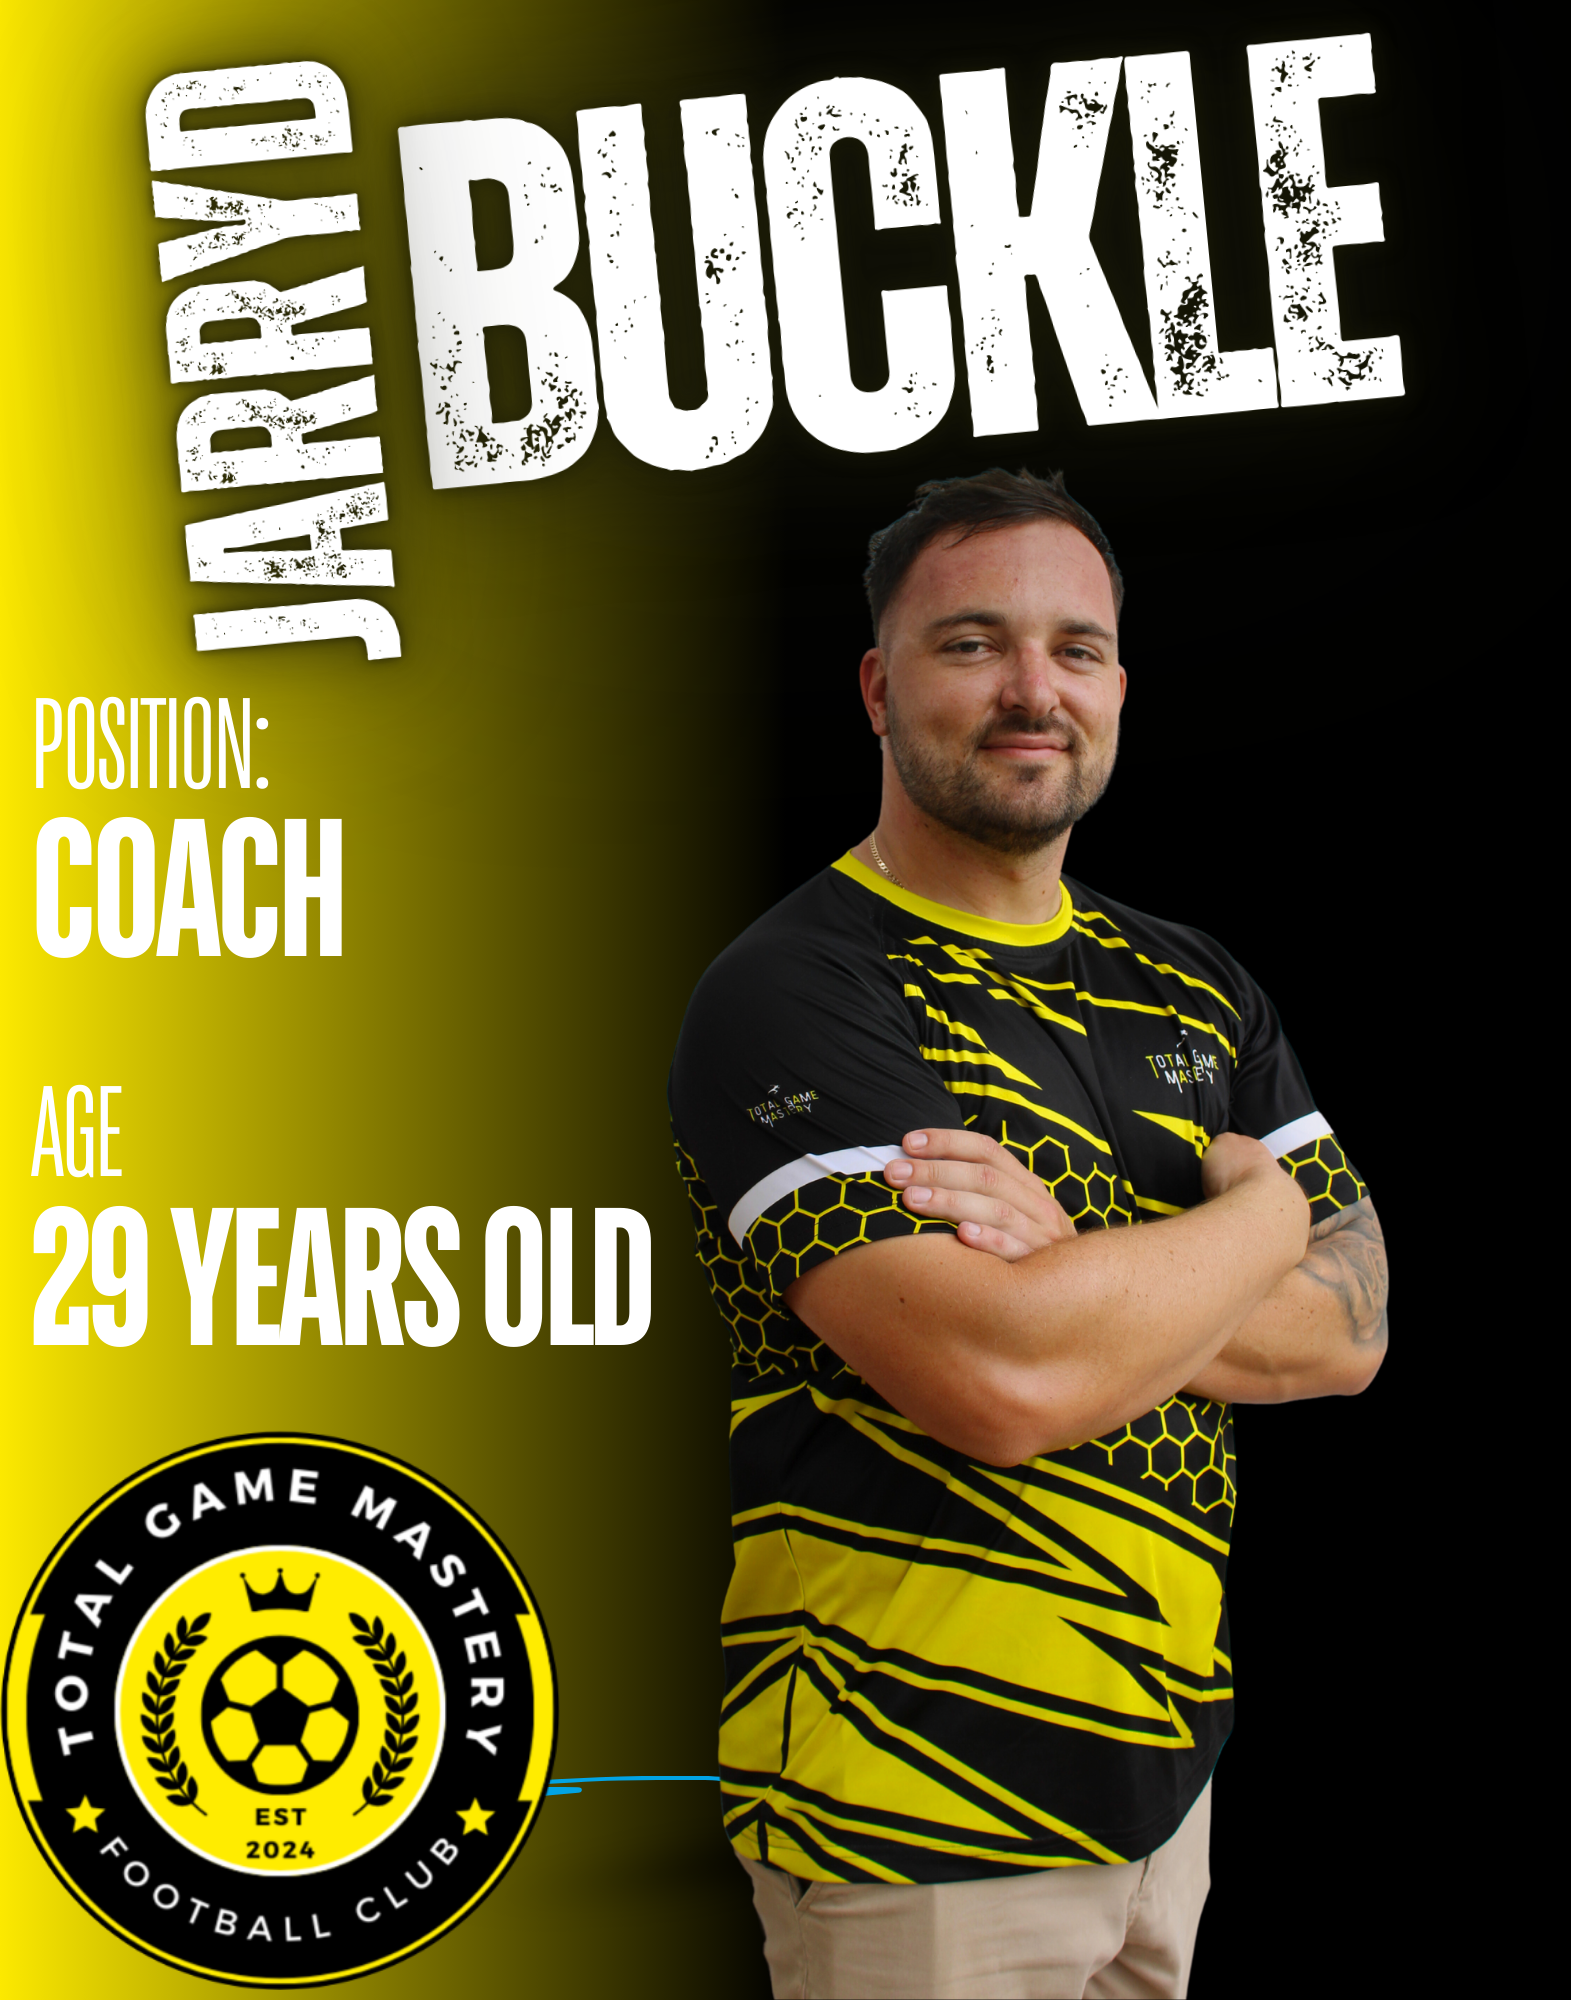 JARRYD
BUCKLE
POSITION:
COACH
AGE
29 YEARS OLD
TOTAL GAME
MASTERY
TOTAL GAME
MASTERY
TOTAL GAME MASTERY
EST
2024
FOOTBALL CLUB